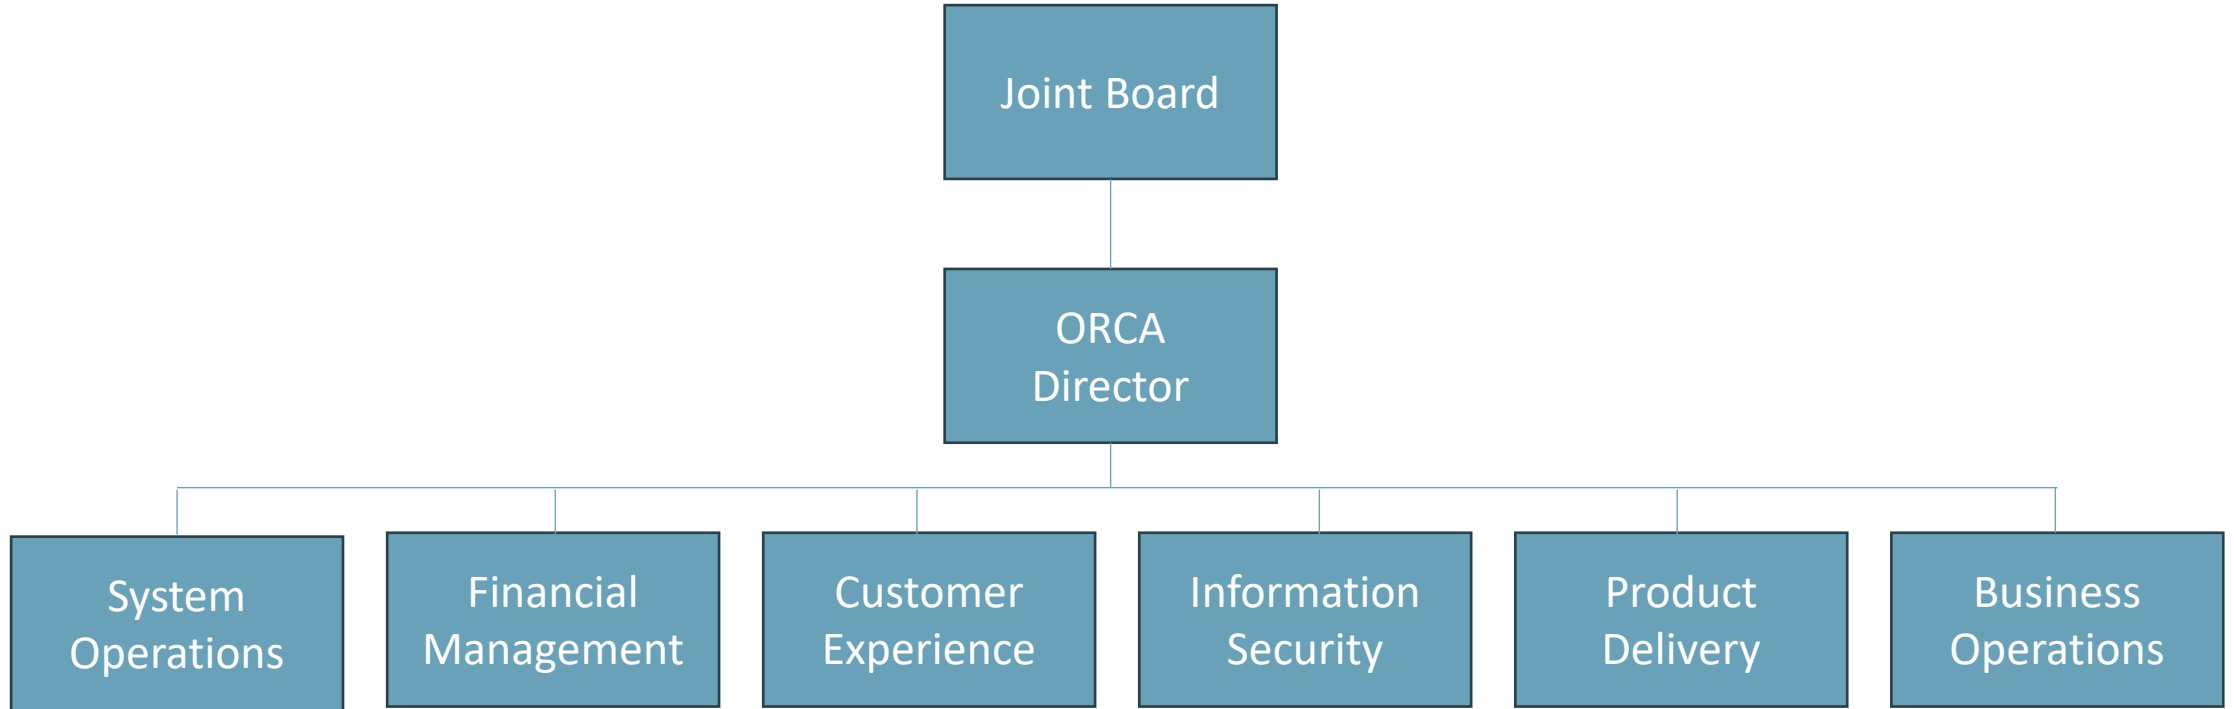 Joint Board
ORCA
Director
System
Operations
Financial
Management
Customer
Experience
Information
Security
Product
Delivery
Business
Operations